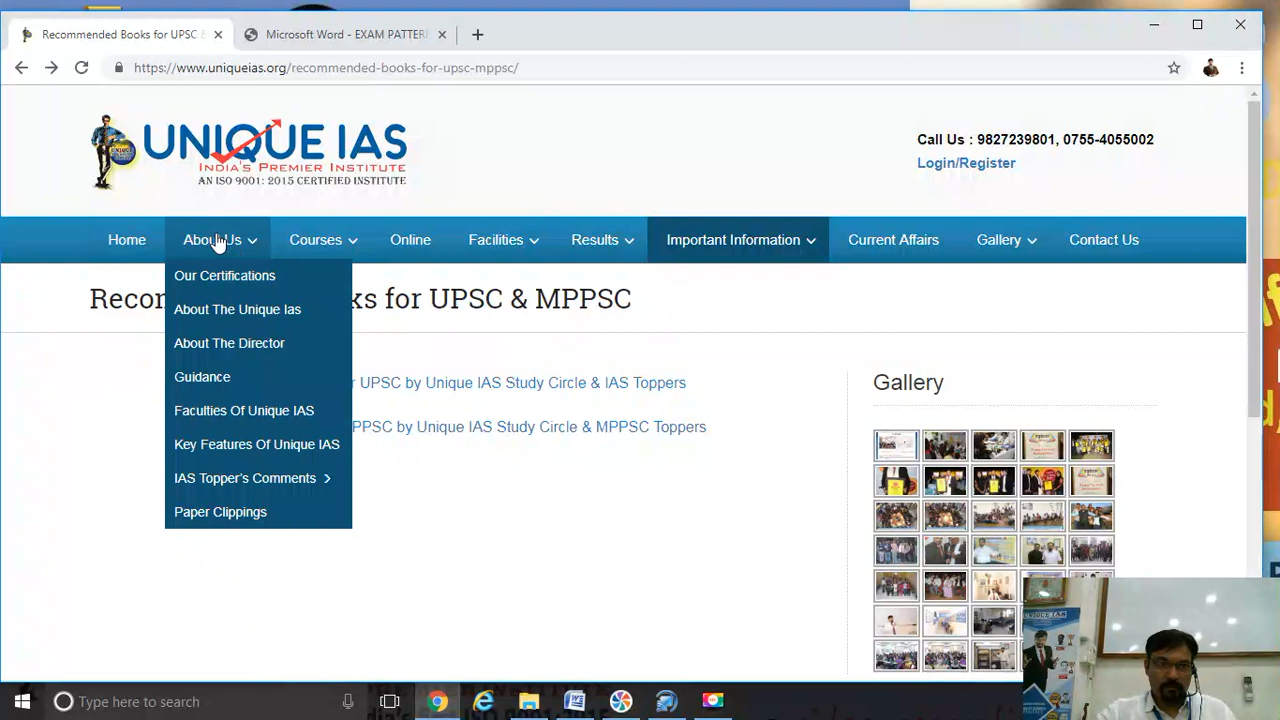 Recommended Books for UPSC &
Microsoft Word - EXAM PATTERN
https://www.uniqueias.org/recommended-books-for-upsc-mppsc/
UNIQUE IAS
INDIA'S PREMIER INSTITUTE
AN ISO 9001: 2015 CERTIFIED INSTITUTE
Call Us : 9827239801, 0755-4055002
Login/Register
Home
About Us
Courses
Online
Facilities
Results
Important Information
Current Affairs
Gallery
Contact Us
Our Certifications
About The Unique Ias
About The Director
Guidance
Faculties Of Unique IAS
Key Features Of Unique IAS
IAS Topper's Comments
Paper Clippings
Recom ks for UPSC & MPPSC
r UPSC by Unique IAS Study Circle & IAS Toppers
PPSC by Unique IAS Study Circle & MPPSC Toppers
Gallery
UNIQUE IAS
Type here to search